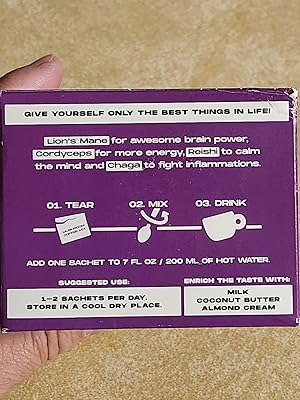 GIVE YOURSELF ONLY THE BEST THINGS IN LIFE!
Lion's Mane for awesome brain power,
Cordyceps for more energy, Reishi to calm
the mind and Chaga to fight inflammations.
01. TEAR 02. MIX 03. DRINK
ADD ONE SACHET TO 7 FL OZ / 200 ML OF HOT WATER.
SUGGESTED USE:
1-2 SACHETS PER DAY.
STORE IN A COOL DRY PLACE.
ENRICH THE TASTE WITH:
MILK
COCONUT BUTTER
ALMOND CREAM